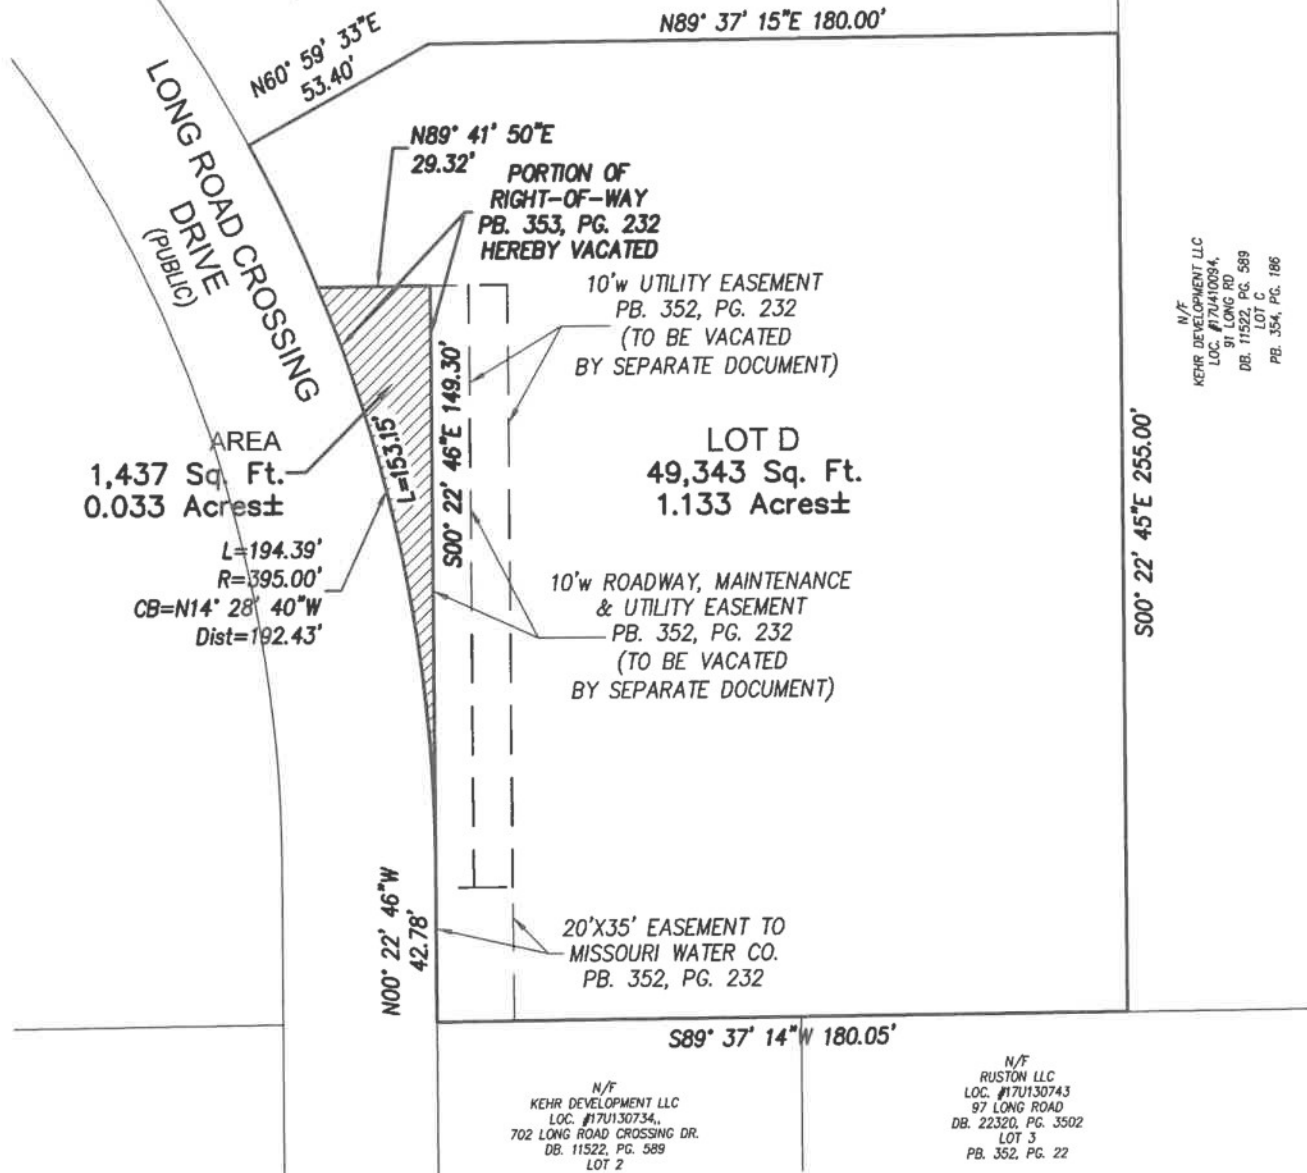 N89° 37' 15"E 180.00'
N60° 59' 33"E
53.40'
LONG ROAD CROSSING
DRIVE
(PUBLIC)
N89° 41' 50"E
29.32'
PORTION OF
RIGHT-OF-WAY
PB. 353, PG. 232
HEREBY VACATED
10'w UTILITY EASEMENT
PB. 352, PG. 232
(TO BE VACATED
BY SEPARATE DOCUMENT)
N/F
KEHR DEVELOPMENT LLC
LOC. #17U410094,
91 LONG RD
DB. 11522, PG. 589
LOT C
PB. 354, PG. 186
S00° 22' 46"E 149.30'
L=153.15'
AREA
1,437 Sq. Ft.
0.033 Acres±
LOT D
49,343 Sq. Ft.
1.133 Acres±
S00° 22' 45"E 255.00'
L=194.39'
R=395.00'
CB=N14° 28' 40"W
Dist=192.43'
10'w ROADWAY, MAINTENANCE
& UTILITY EASEMENT
PB. 352, PG. 232
(TO BE VACATED
BY SEPARATE DOCUMENT)
N00° 22' 46"W
42.78'
20'X35' EASEMENT TO
MISSOURI WATER CO.
PB. 352, PG. 232
S89° 37' 14"W 180.05'
N/F
KEHR DEVELOPMENT LLC
LOC. #17U130734,,
702 LONG ROAD CROSSING DR.
DB. 11522, PG. 589
LOT 2
N/F
RUSTON LLC
LOC. #17U130743
97 LONG ROAD
DB. 22320, PG. 3502
LOT 3
PB. 352, PG. 22